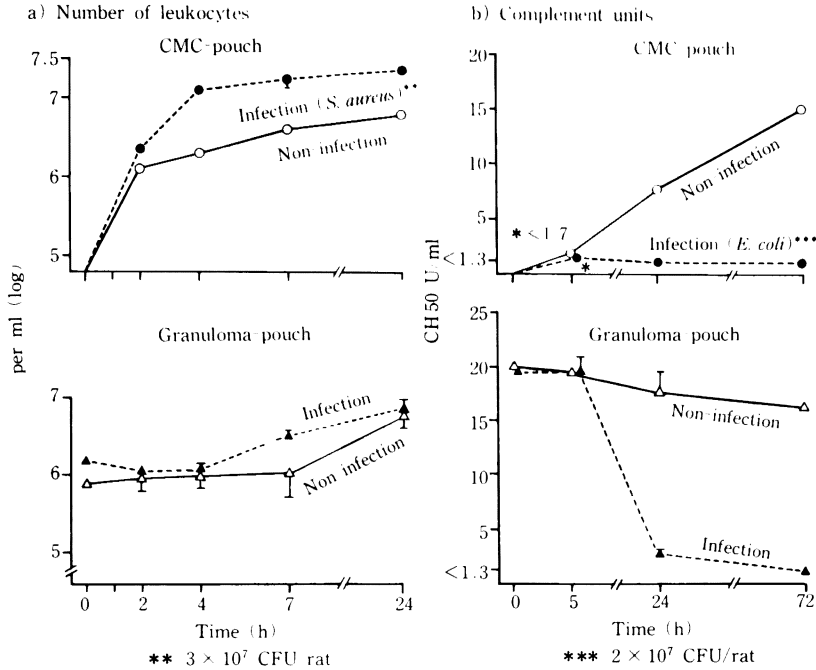 a) Number of leukocytes
CMC-pouch
7.5
7
6
5
Infection (S. aureus)**
Non-infection
per ml (log)
Granuloma-pouch
7
6
5
Infection
Non infection
0 2 4 7 24
Time (h)
** 3 × 10⁷ CFU rat
b) Complement units
CMC pouch
20
15
10
5
<1.3
* <1.7
*
Non infection
Infection (E. coli)***
CH50 U/ml
Granuloma pouch
25
20
15
10
5
<1.3
Non-infection
Infection
0 5 24 72
Time (h)
*** 2 × 10⁷ CFU/rat